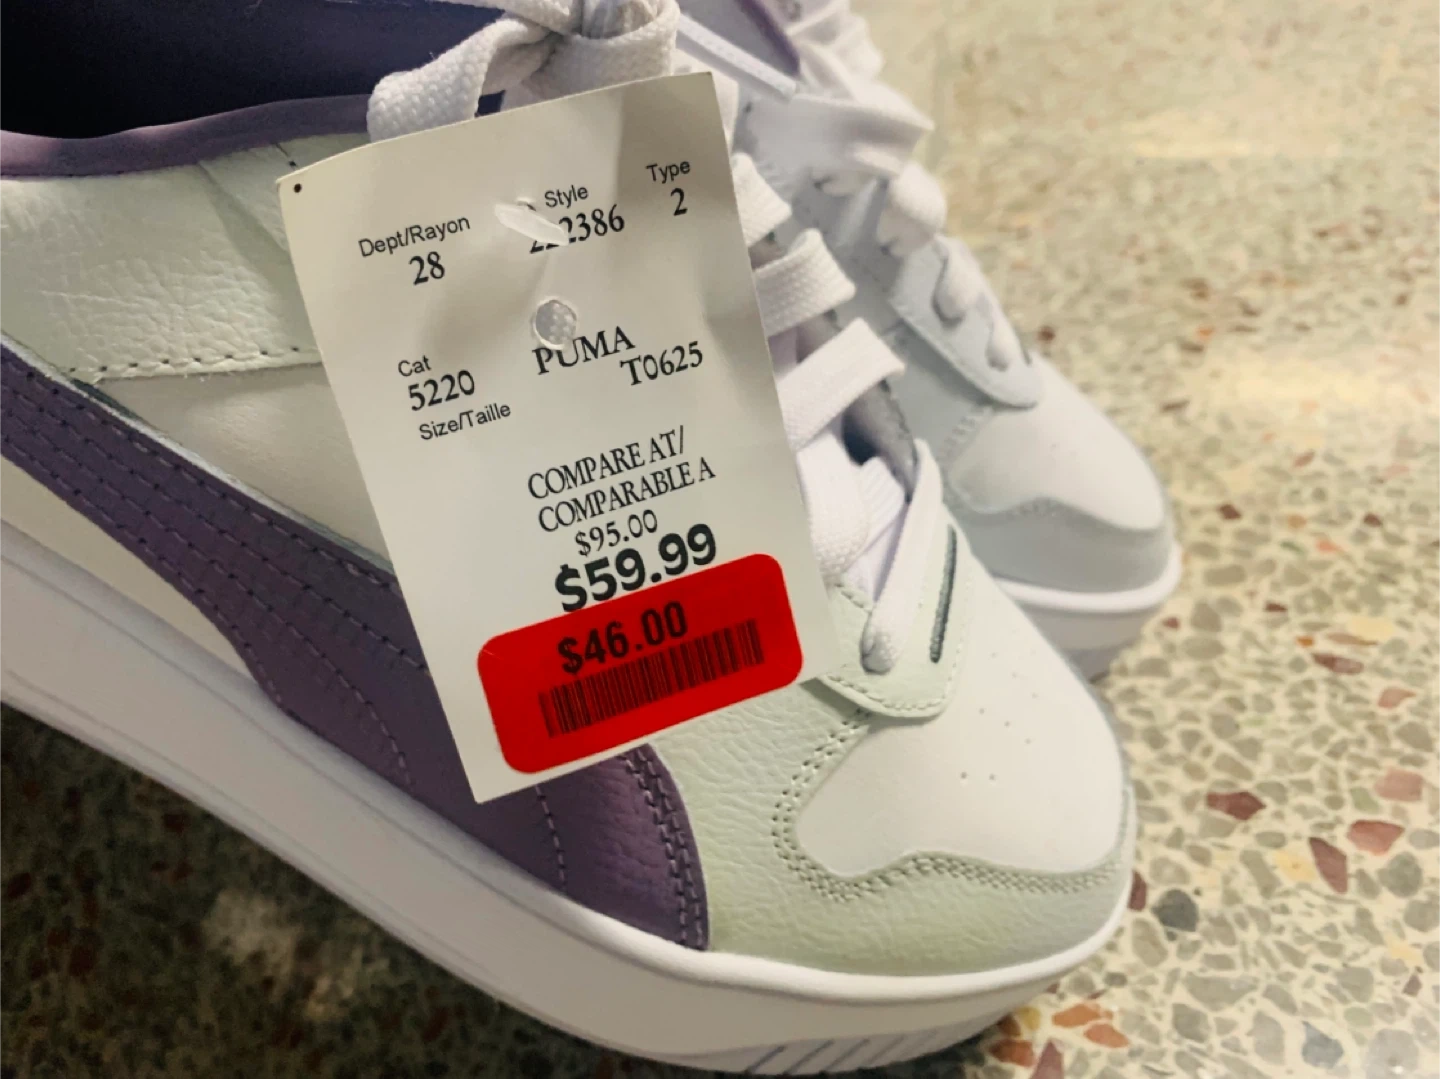 Dept/Rayon Style Type
28 2386 2
Cat PUMA
5220 T0625
Size/Taille
COMPARE AT/
COMPARABLE A
$95.00
$59.99
$46.00